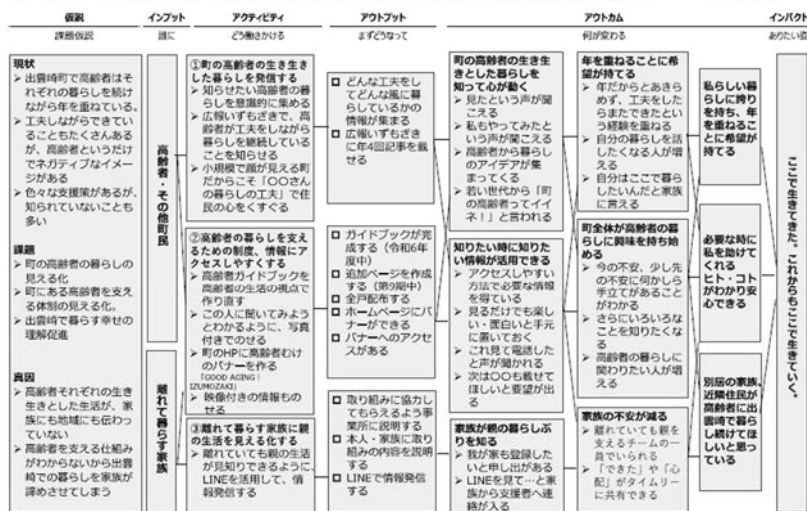 仮説
課題仮説
インプット
誰に
アクティビティ
どう働きかける
アウトプット
まずどうなって
アウトカム
何が変わる
インパクト
ありたい姿
現状
➢ 出雲崎町で高齢者はそ
れぞれの暮らしを続け
ながら年を重ねている。
➢ 工夫しながらできてい
ることもたくさんある
が、高齢者というだけ
でネガティブなイメー
ジがある
➢ 色々な支援策があるが、
知られていないことも
多い
課題
➢ 町の高齢者の暮らしの
見える化
➢ 町にある高齢者を支え
る体制の見える化。
➢ 出雲崎で暮らす幸せの
理解促進
真因
➢ 高齢者それぞれの生き
生きとした生活が、家
族にも地域にも伝わっ
ていない
➢ 高齢者を支える仕組み
がわからないから出雲
崎での暮らしを家族が
諦めさせてしまう
高齢者・その他町民
離れて暮らす家族
①町の高齢者の生き生き
した暮らしを発信する
➢ 知らせたい高齢者の暮
らしを意識的に集める
➢ 広報いずもざきで、高
齢者が工夫をしながら
暮らしを継続している
ことを知らせる
➢ 小規模で顔が見える町
だからこそ「〇〇さん
の暮らしの工夫」で住
民の心をくすぐる
②高齢者の暮らしを支え
るための制度、情報にア
クセスしやすくする
➢ 高齢者ガイドブックを
高齢者の生活の視点で
作り直す
➢ この人に聞いてみよう
とわかるように、写真
付きでのせる
➢ 町のHPに高齢者むけ
のバナーを作る
「GOOD AGING！
IZUMOZAKI」
➢ 映像付きの情報もの
せる
③離れて暮らす家族に親
の生活を見える化する
➢ 離れていても親の生活
が見知りできるように、
LINEを活用して、情
報発信する
□ どんな工夫をし
てどんな風に暮
らしているかの
情報が集まる
□ 広報いずもざき
に年4回記事を載
せる
□ ガイドブックが
完成する（令和6年
度中）
□ 追加ページを作成
する（第9期中）
□ 全戸配布する
□ ホームページにバ
ナーができる
□ バナーへのアクセ
スがある
□ 取り組みに協力し
てもらえるよう事
業所に説明する
□ 本人・家族に取り
組みの内容を説明
する
□ LINEで情報発信
する
町の高齢者の生き生
きとした暮らしを
知って心が動く
➢ 見たという声が聞
こえる
➢ 私もやってみたと
いう声が聞こえる
➢ 高齢者から暮らし
のアイデアが集
まってくる
➢ 若い世代から「町
の高齢者ってイイ
ネ！」と言われる
知りたい時に知りた
い情報が活用できる
➢ アクセスしやすい
方法で必要な情報
を得ている
➢ 見るだけでも楽し
い・面白いと手元
に置いておく
➢ これ見て電話した
と声が聞かれる
➢ 次は〇〇も載せて
ほしいと要望が出
る
家族が親の暮らしぶ
りを知る
➢ 我が家も登録した
いと申し出がある
➢ LINEを見て…と家
族から支援者へ連
絡が入る
年を重ねることに希
望が持てる
➢ 年だからとあきら
めず、工夫をした
らまたできたとい
う経験を重ねる
➢ 自分の暮らしを話
したくなる人が増
える
➢ 自分はここで暮ら
したいんだと家族
に言える
町全体が高齢者の暮
らしに興味を持ち始
める
➢ 今の不安、少し先
の不安に何かしら
手立てがあること
がわかる
➢ さらにいろいろな
ことを知りたくな
る
➢ 高齢者の暮らしに
関わりたい人が増
える
家族の不安が減る
➢ 離れていても親を
支えるチームの一
員でいられる
➢ 「できた」や「心
配」がタイムリー
に共有できる
私らしい暮
らしに誇り
を持ち、年
を重ねるこ
とに希望が
持てる
必要な時に
私を助けて
くれる
ヒト・コト
がわかり安
心できる
別居の家族、
近隣住民が
高齢者に出
雲崎で暮ら
し続けてほ
しいと思っ
ている
ここで生きてきた。これからもここで生きていく。